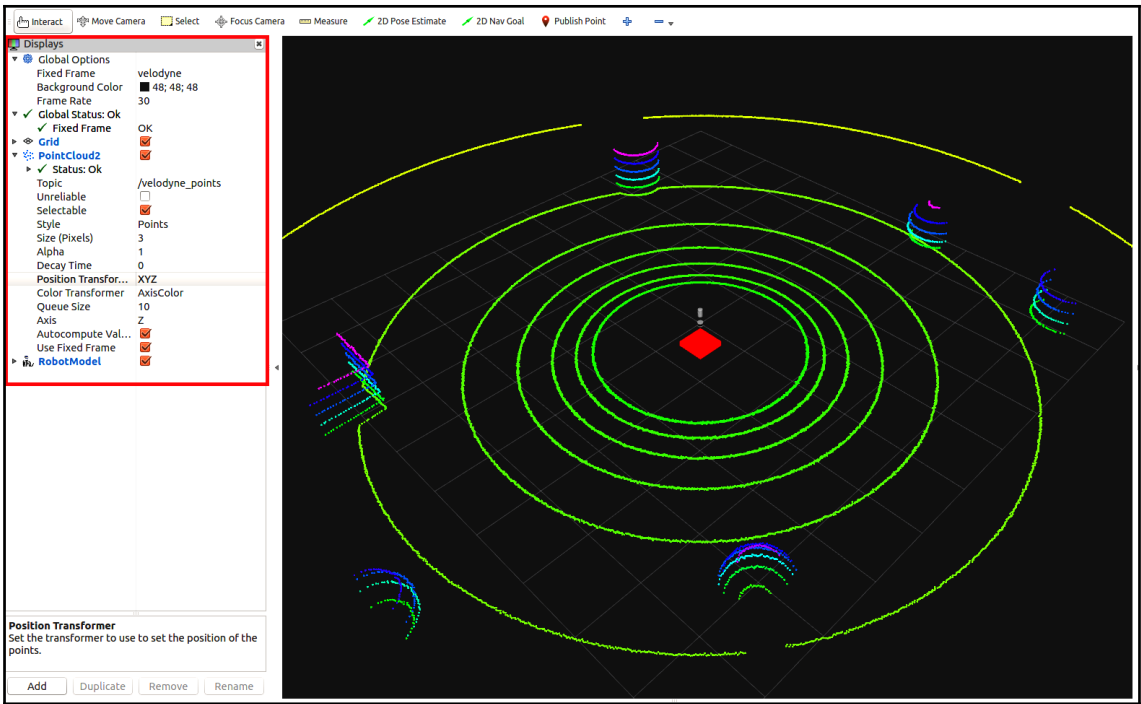 Interact Move Camera Select Focus Camera Measure 2D Pose Estimate 2D Nav Goal Publish Point
Displays
Global Options
Fixed Frame velodyne
Background Color 48; 48; 48
Frame Rate 30
Global Status: Ok
Fixed Frame OK
Grid
PointCloud2
Status: Ok
Topic /velodyne_points
Unreliable
Selectable
Style Points
Size (Pixels) 3
Alpha 1
Decay Time 0
Position Transfor... XYZ
Color Transformer AxisColor
Queue Size 10
Axis Z
Autocompute Val...
Use Fixed Frame
RobotModel
Position Transformer
Set the transformer to use to set the position of the
points.
Add Duplicate Remove Rename